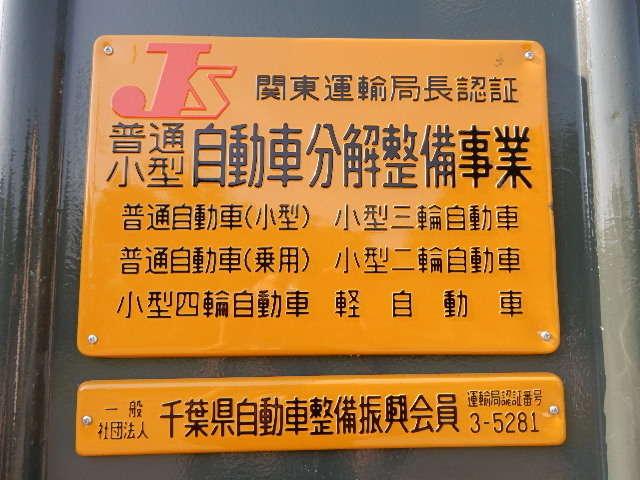 JS 関東運輸局長認証
普通
小型 自動車分解整備事業
普通自動車(小型) 小型三輪自動車
普通自動車(乗用) 小型二輪自動車
小型四輪自動車 軽自動車
一般
社団法人 千葉県自動車整備振興会員
運輸局認証番号
3-5281